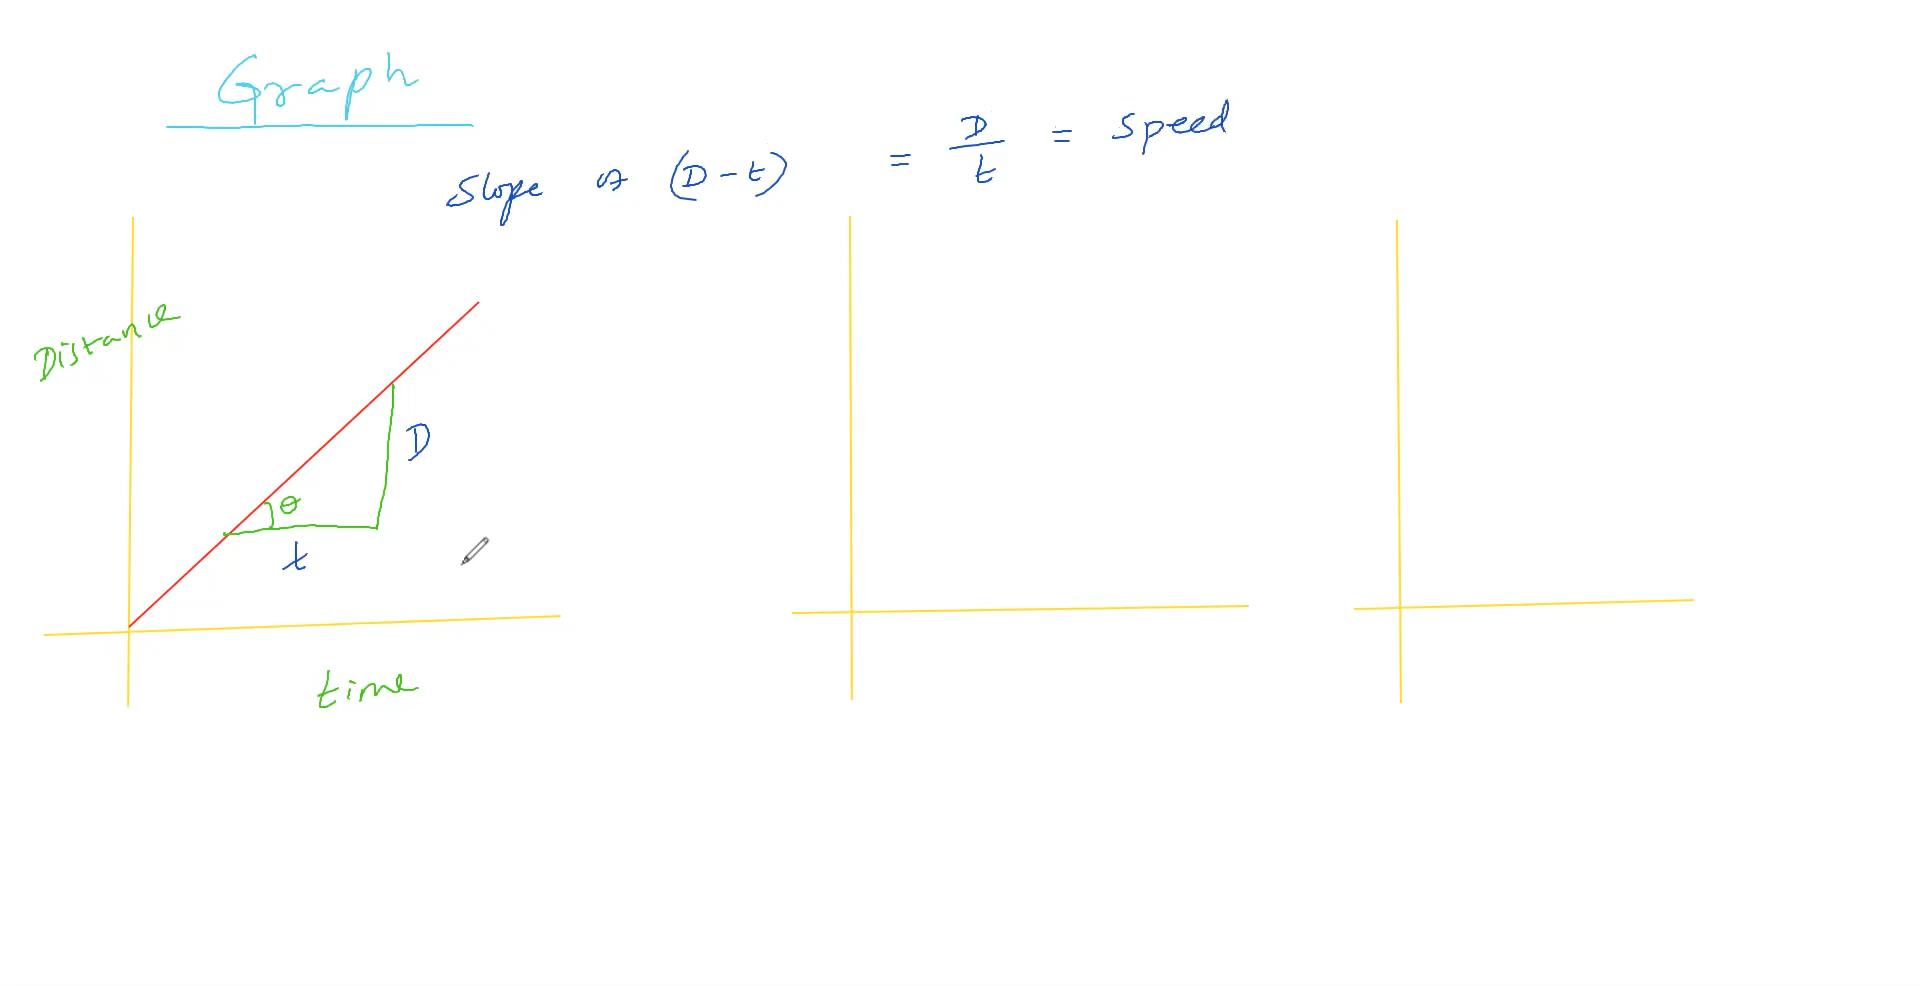 Graph
Slope of (D-t) = D/t = Speed
Distance
D
θ
t
time